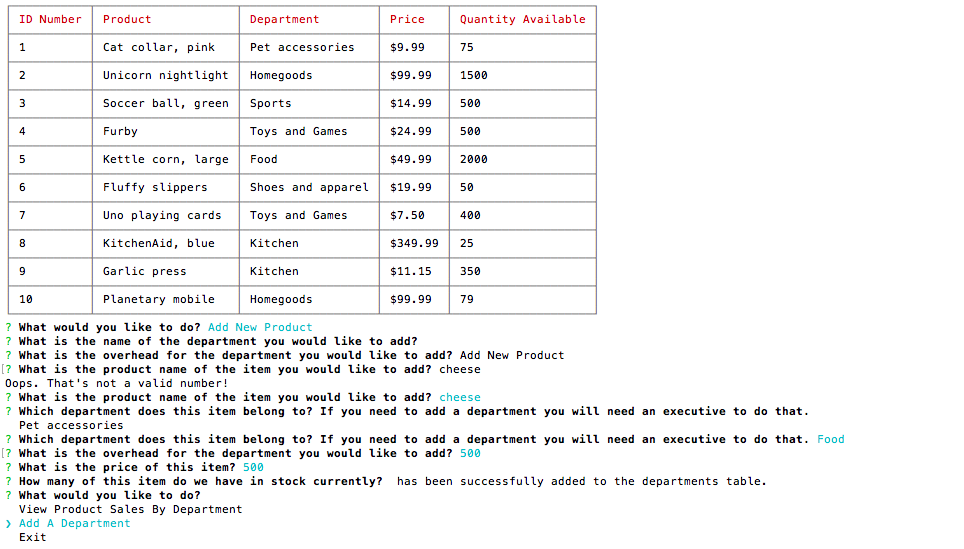 ID Number Product Department Price Quantity Available
1 Cat collar, pink Pet accessories $9.99 75
2 Unicorn nightlight Homegoods $99.99 1500
3 Soccer ball, green Sports $14.99 500
4 Furby Toys and Games $24.99 500
5 Kettle corn, large Food $49.99 2000
6 Fluffy slippers Shoes and apparel $19.99 50
7 Uno playing cards Toys and Games $7.50 400
8 KitchenAid, blue Kitchen $349.99 25
9 Garlic press Kitchen $11.15 350
10 Planetary mobile Homegoods $99.99 79
? What would you like to do? Add New Product
? What is the name of the department you would like to add?
? What is the overhead for the department you would like to add? Add New Product
[? What is the product name of the item you would like to add? cheese
Oops. That's not a valid number!
? What is the product name of the item you would like to add? cheese
? Which department does this item belong to? If you need to add a department you will need an executive to do that.
Pet accessories
? Which department does this item belong to? If you need to add a department you will need an executive to do that. Food
[? What is the overhead for the department you would like to add? 500
? What is the price of this item? 500
? How many of this item do we have in stock currently?  has been successfully added to the departments table.
? What would you like to do?
View Product Sales By Department
❯ Add A Department
Exit